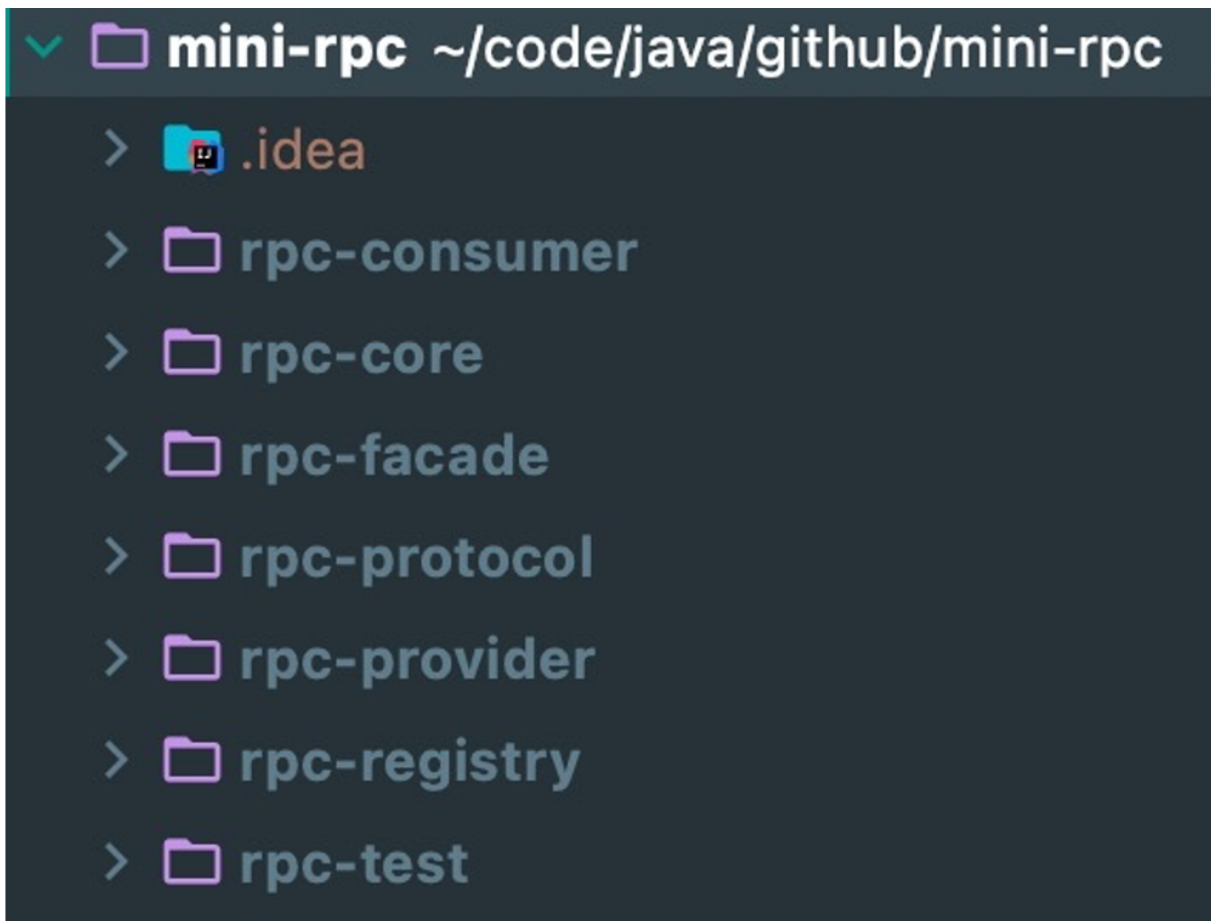 mini-rpc ~/code/java/github/mini-rpc
IJ .idea
rpc-consumer
rpc-core
rpc-facade
rpc-protocol
rpc-provider
rpc-registry
rpc-test